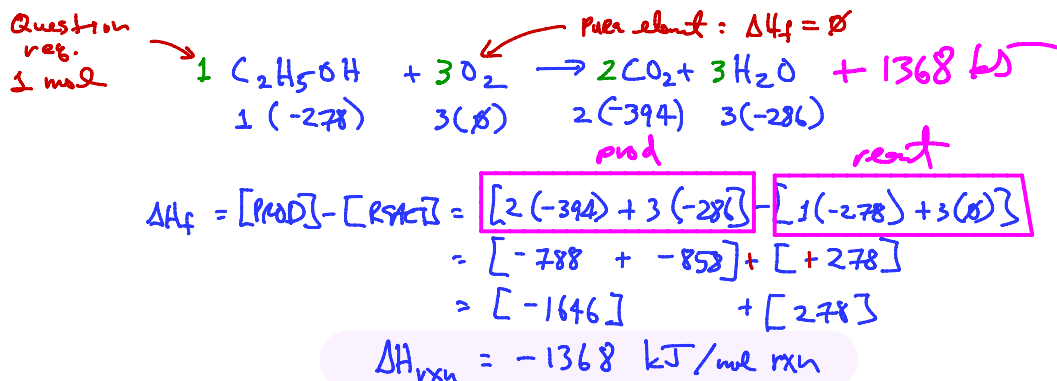 Question req. 1 mol
Pure elemt : ΔHf = 0
1 C₂H₅OH + 3O₂ → 2CO₂ + 3H₂O + 1368 kJ
1 (-278) 3(0) 2(-394) 3(-286)
prod react
ΔHf = [PROD] - [REACT] = [2(-394) + 3(-286)] - [1(-278) + 3(0)]
= [-788 + -858] + [+278]
= [-1646] + [278]
ΔHrxn = -1368 kJ/mol rxn